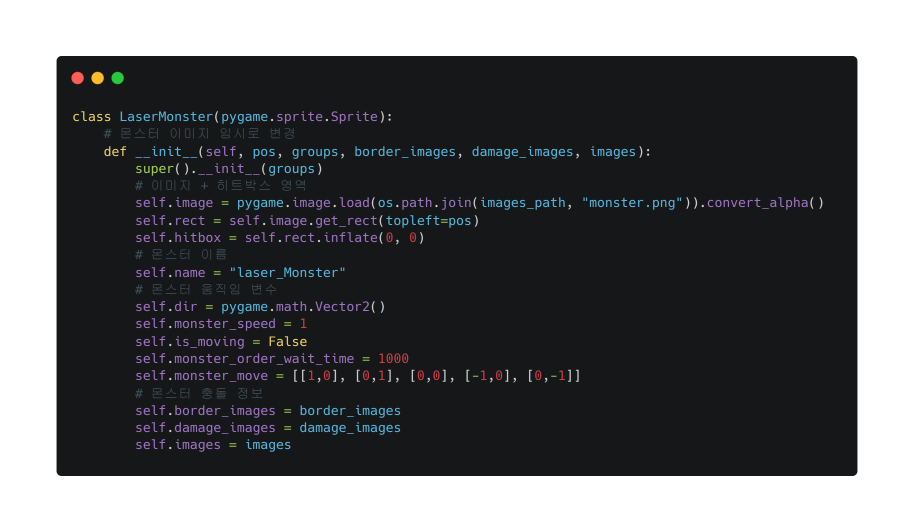 class LaserMonster(pygame.sprite.Sprite):
    # 몬스터 이미지 임시로 변경
    def __init__(self, pos, groups, border_images, damage_images, images):
        super().__init__(groups)
        # 이미지 + 히트박스 영역
        self.image = pygame.image.load(os.path.join(images_path, "monster.png")).convert_alpha()
        self.rect = self.image.get_rect(topleft=pos)
        self.hitbox = self.rect.inflate(0, 0)
        # 몬스터 이름
        self.name = "laser_Monster"
        # 몬스터 움직임 변수
        self.dir = pygame.math.Vector2()
        self.monster_speed = 1
        self.is_moving = False
        self.monster_order_wait_time = 1000
        self.monster_move = [[1,0], [0,1], [0,0], [-1,0], [0,-1]]
        # 몬스터 충돌 정보
        self.border_images = border_images
        self.damage_images = damage_images
        self.images = images